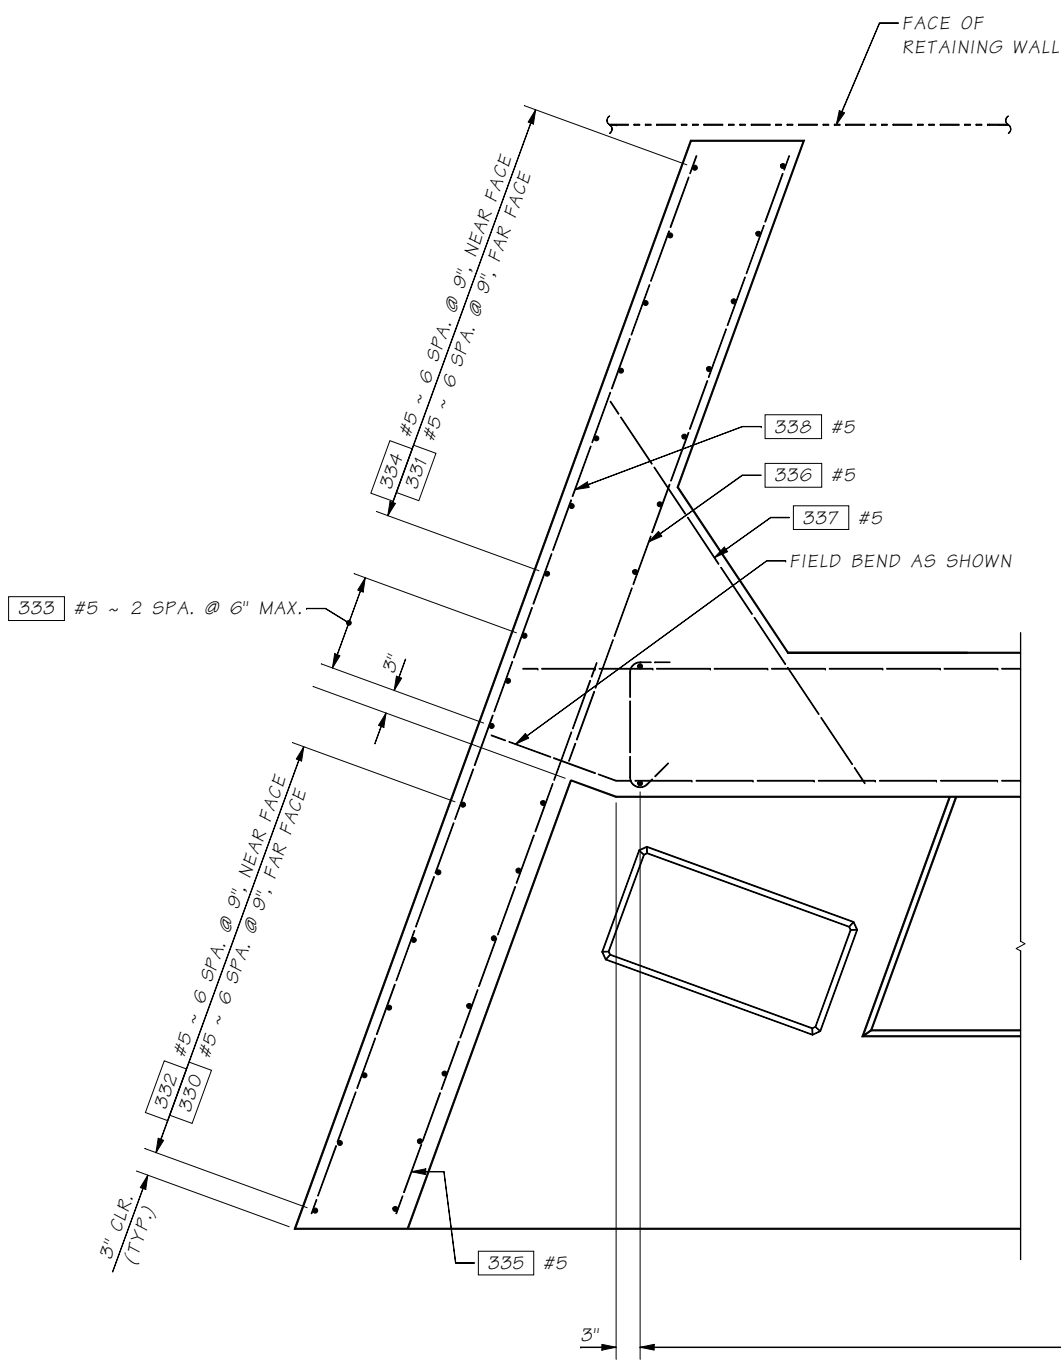 FACE OF
RETAINING WALL
334 #5 ~ 6 SPA. @ 9", NEAR FACE
331 #5 ~ 6 SPA. @ 9", FAR FACE
338 #5
336 #5
337 #5
FIELD BEND AS SHOWN
333 #5 ~ 2 SPA. @ 6" MAX.
3"
332 #5 ~ 6 SPA. @ 9", NEAR FACE
330 #5 ~ 6 SPA. @ 9", FAR FACE
3" CLR.
(TYP.)
335 #5
3"